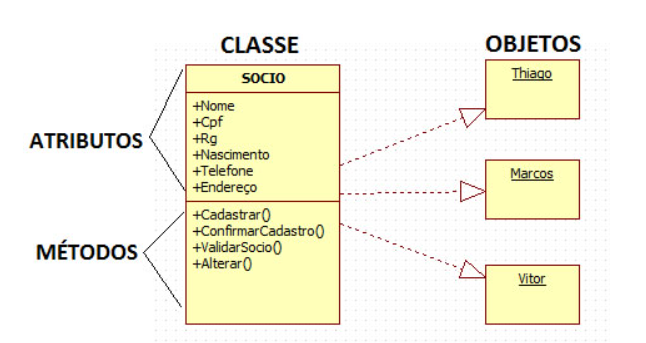 CLASSE
SOCIO
+Nome
+Cpf
+Rg
+Nascimento
+Telefone
+Endereço
+Cadastrar()
+ConfirmarCadastro()
+ValidarSocio()
+Alterar()
ATRIBUTOS
MÉTODOS
OBJETOS
Thiago
Marcos
Vitor